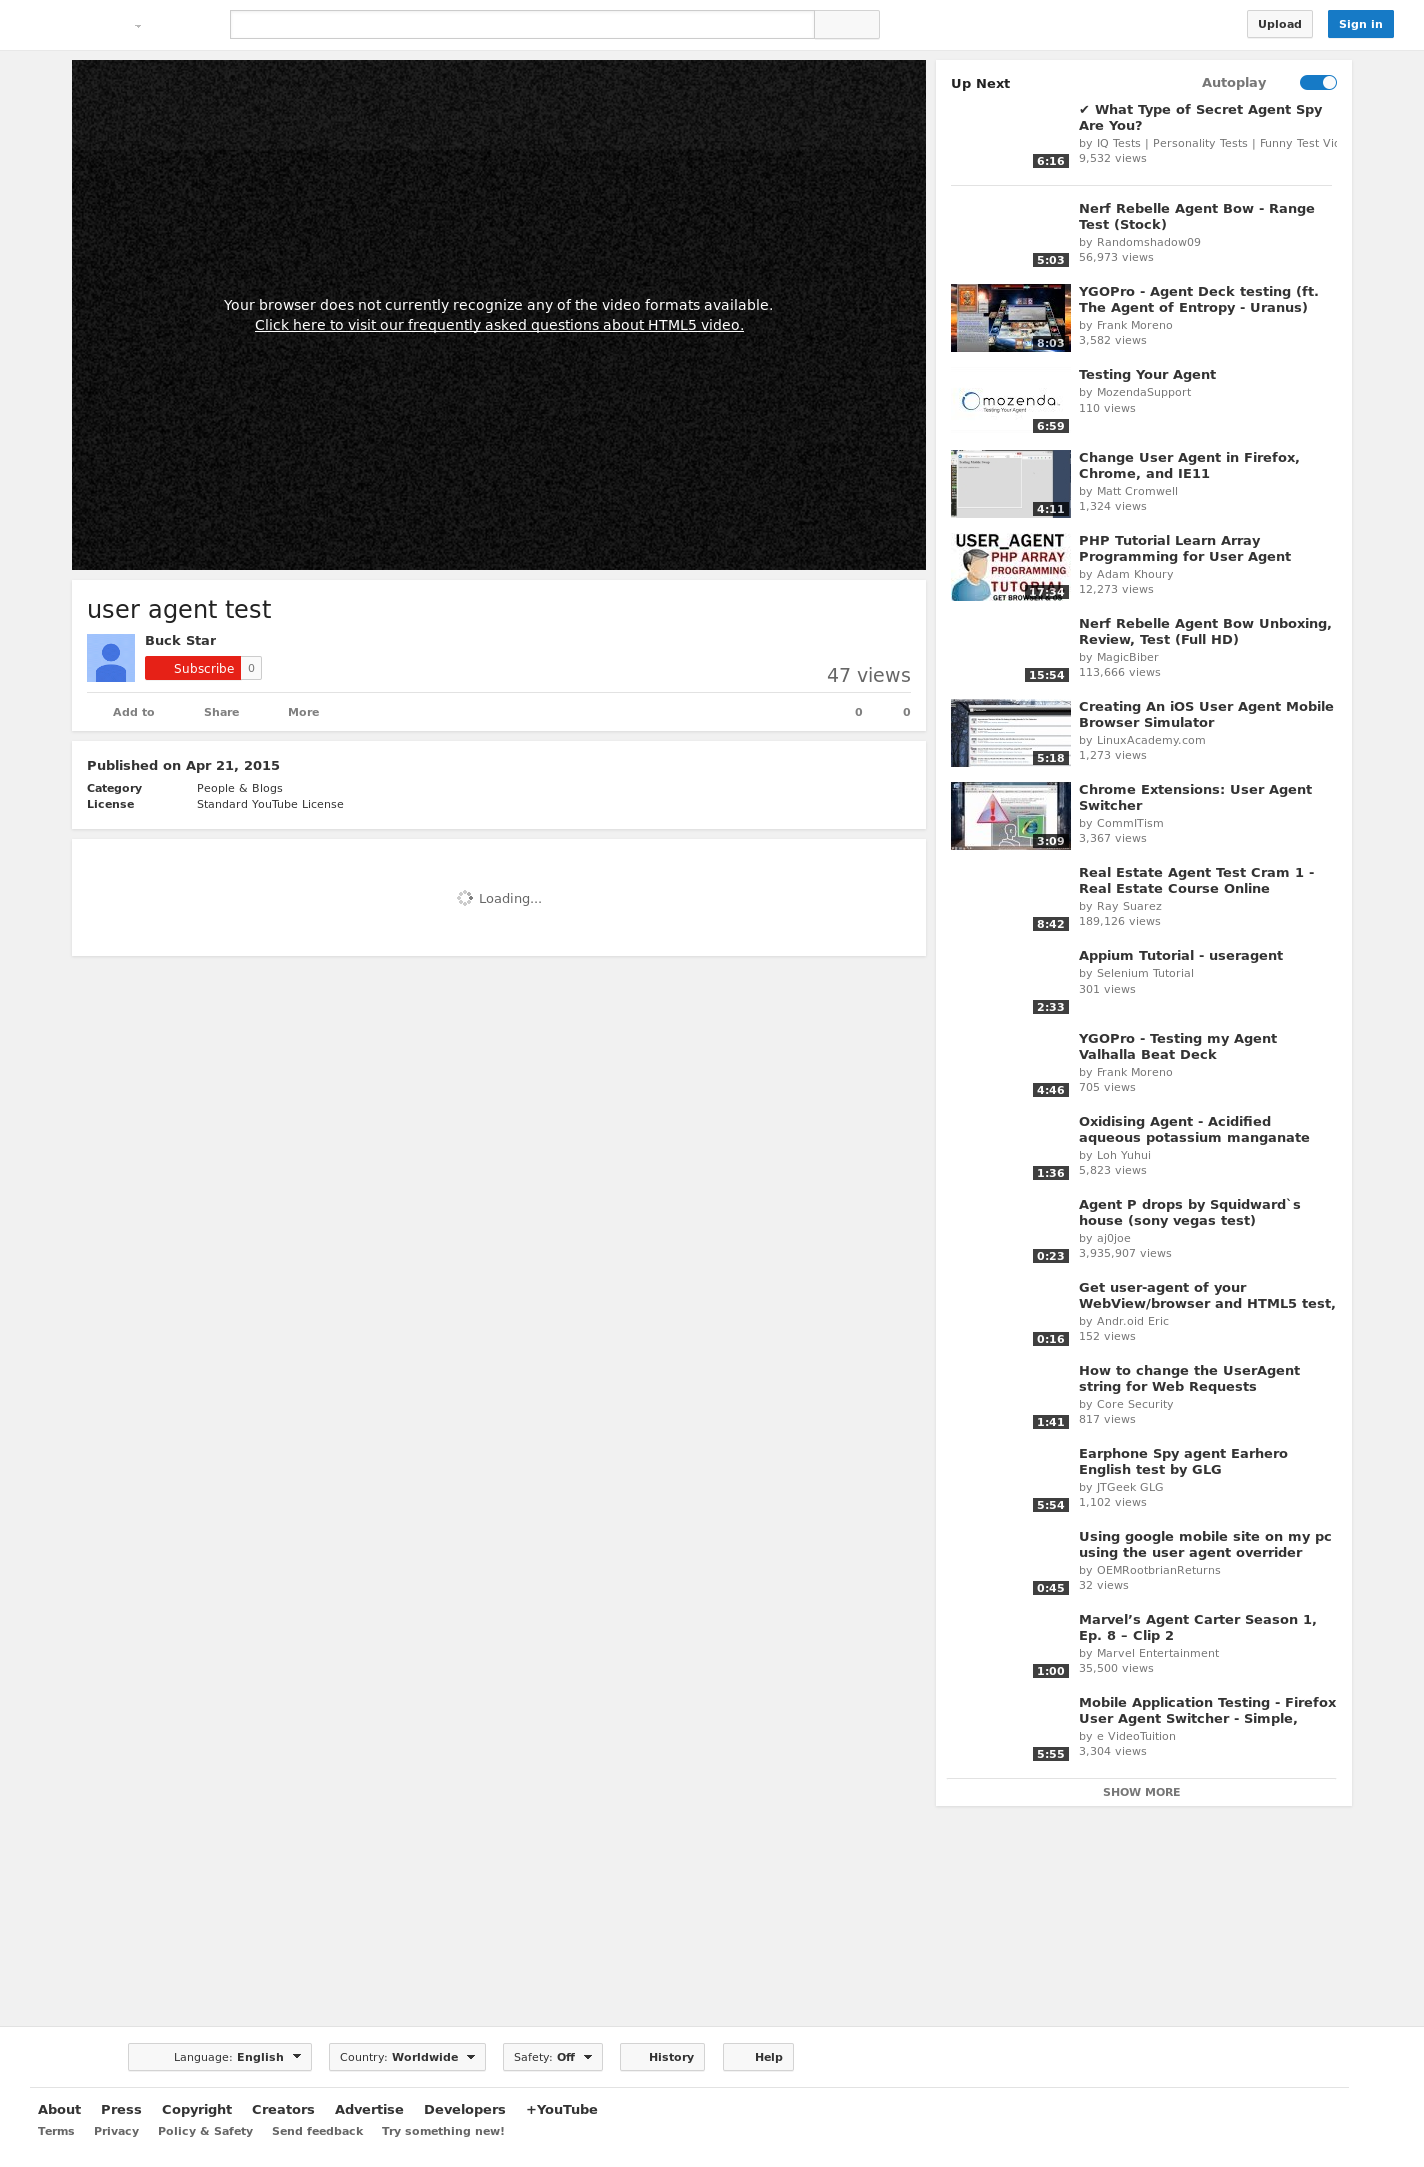 Upload
Sign in
Your browser does not currently recognize any of the video formats available.
Click here to visit our frequently asked questions about HTML5 video.
user agent test
Buck Star
Subscribe 0
47 views
Add to
Share
More
0
0
Published on Apr 21, 2015
Category People & Blogs
License Standard YouTube License
Loading...
Up Next
Autoplay
✔ What Type of Secret Agent Spy
Are You?
by IQ Tests | Personality Tests | Funny Test
9,532 views
6:16
Nerf Rebelle Agent Bow - Range
Test (Stock)
by Randomshadow09
56,973 views
5:03
YGOPro - Agent Deck testing (ft.
The Agent of Entropy - Uranus)
by Frank Moreno
3,582 views
8:03
Testing Your Agent
by MozendaSupport
110 views
mozenda
Testing Your Agent
6:59
Change User Agent in Firefox,
Chrome, and IE11
by Matt Cromwell
1,324 views
4:11
USER_AGENT
PHP ARRAY
PROGRAMMING
TUTORIAL
GET BROWSER & OS
17:34
PHP Tutorial Learn Array
Programming for User Agent
by Adam Khoury
12,273 views
Nerf Rebelle Agent Bow Unboxing,
Review, Test (Full HD)
by MagicBiber
113,666 views
15:54
Creating An iOS User Agent Mobile
Browser Simulator
by LinuxAcademy.com
1,273 views
5:18
Chrome Extensions: User Agent
Switcher
by CommITism
3,367 views
3:09
Real Estate Agent Test Cram 1 -
Real Estate Course Online
by Ray Suarez
189,126 views
8:42
Appium Tutorial - useragent
by Selenium Tutorial
301 views
2:33
YGOPro - Testing my Agent
Valhalla Beat Deck
by Frank Moreno
705 views
4:46
Oxidising Agent - Acidified
aqueous potassium manganate
by Loh Yuhui
5,823 views
1:36
Agent P drops by Squidward`s
house (sony vegas test)
by aj0joe
3,935,907 views
0:23
Get user-agent of your
WebView/browser and HTML5 test,
by Andr.oid Eric
152 views
0:16
How to change the UserAgent
string for Web Requests
by Core Security
817 views
1:41
Earphone Spy agent Earhero
English test by GLG
by JTGeek GLG
1,102 views
5:54
Using google mobile site on my pc
using the user agent overrider
by OEMRootbrianReturns
32 views
0:45
Marvel’s Agent Carter Season 1,
Ep. 8 – Clip 2
by Marvel Entertainment
35,500 views
1:00
Mobile Application Testing - Firefox
User Agent Switcher - Simple,
by e VideoTuition
3,304 views
5:55
SHOW MORE
Language: English
Country: Worldwide
Safety: Off
History
Help
About Press Copyright Creators Advertise Developers +YouTube
Terms Privacy Policy & Safety Send feedback Try something new!